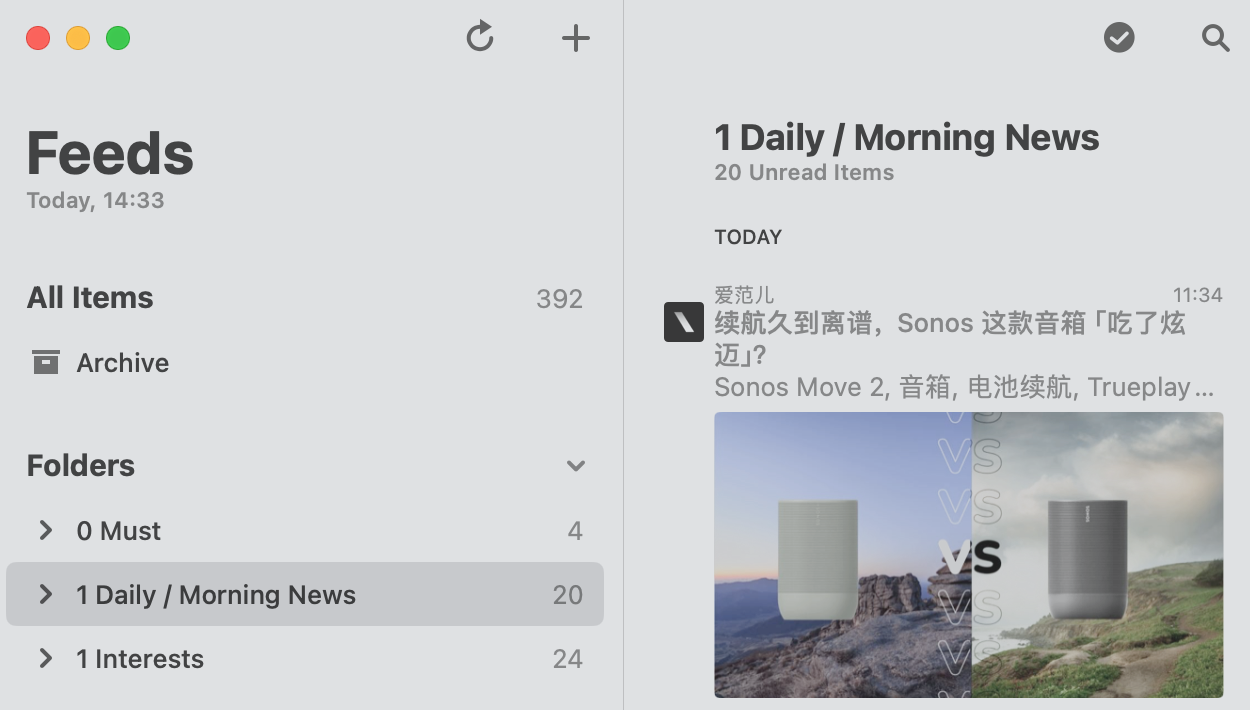 Feeds
Today, 14:33
All Items 392
Archive
Folders
0 Must 4
1 Daily / Morning News 20
1 Interests 24
1 Daily / Morning News
20 Unread Items
TODAY
爱范儿 11:34
续航久到离谱，Sonos 这款音箱「吃了炫
迈」？
Sonos Move 2, 音箱, 电池续航, Trueplay…
VS
VS
VS
VS
VS
VS
VS
SONOS